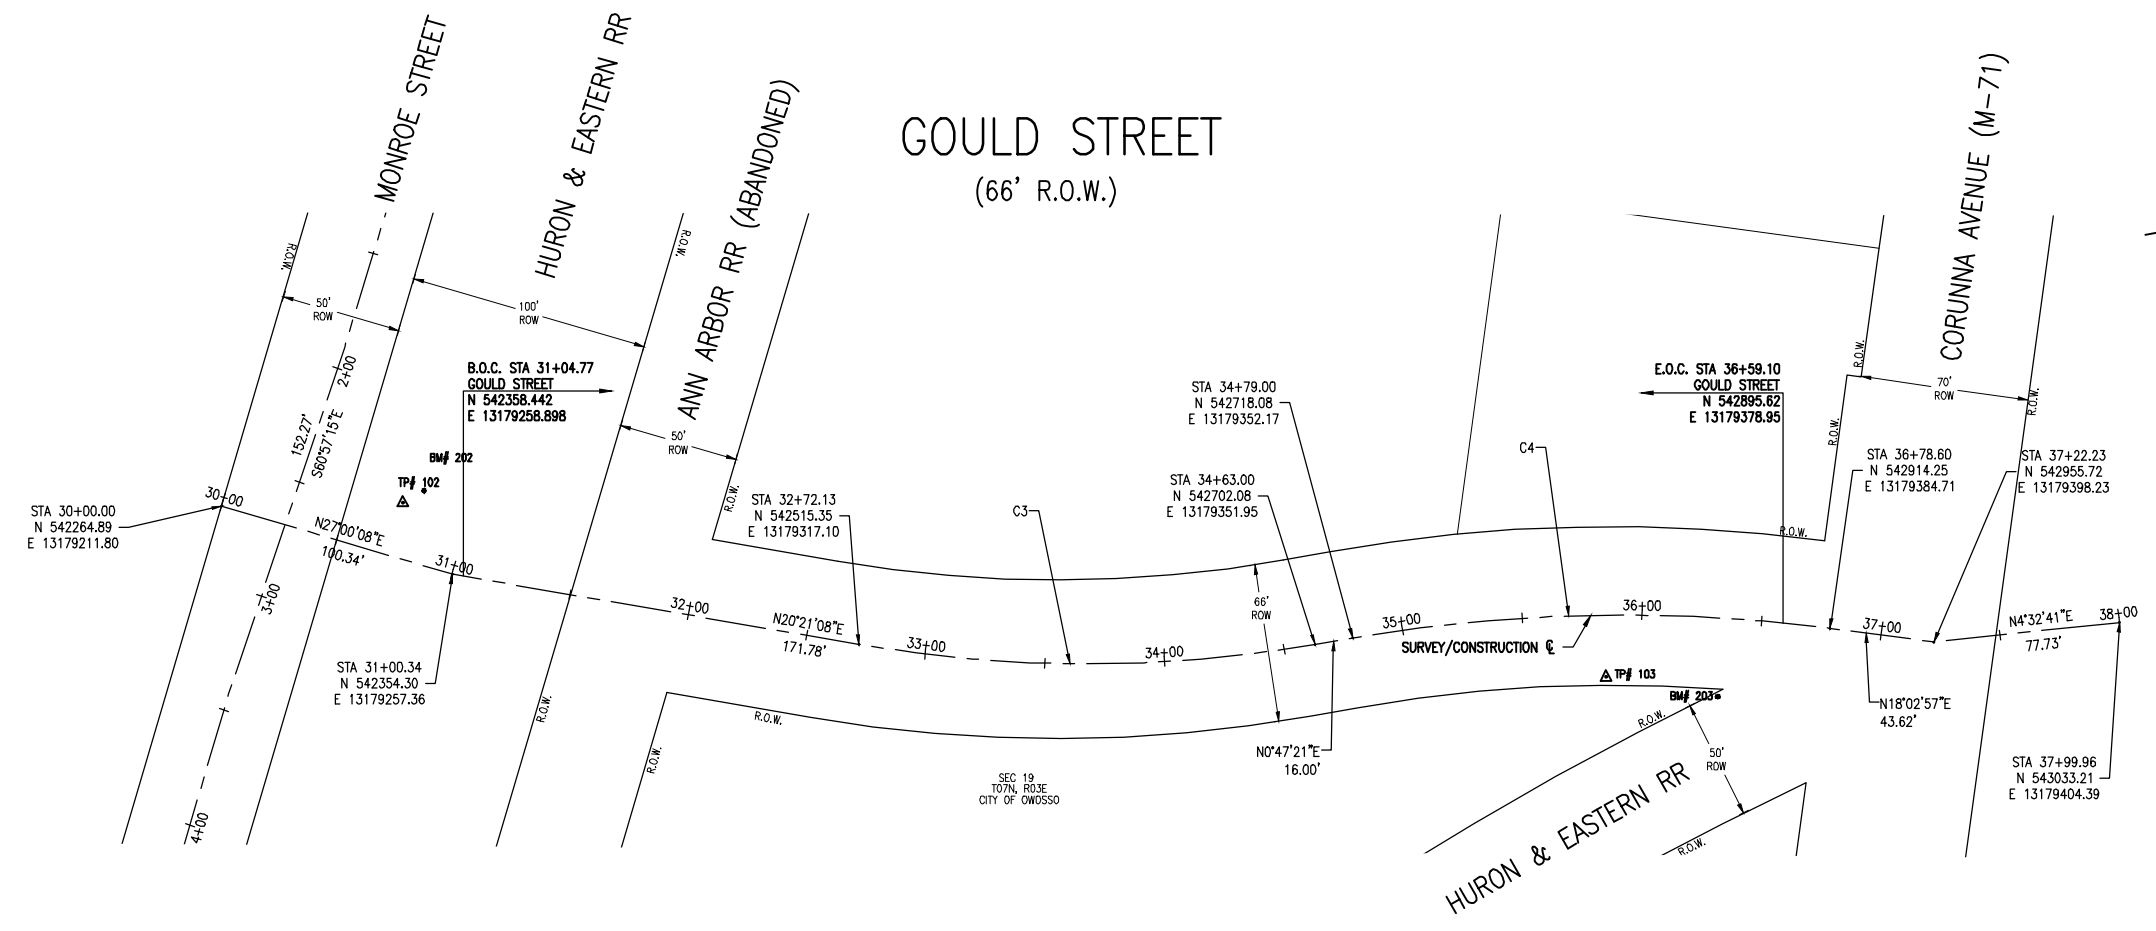 GOULD STREET
(66' R.O.W.)
MONROE STREET
HURON & EASTERN RR
ANN ARBOR RR (ABANDONED)
CORUNNA AVENUE (M-71)
R.O.W.
R.O.W.
50'
ROW
100'
ROW
2+00
152.27'
S60°57'15"E
B.O.C. STA 31+04.77
GOULD STREET
N 542358.442
E 13179258.898
BM# 202
TP# 102
50'
ROW
R.O.W.
30+00
STA 30+00.00
N 542264.89
E 13179211.80
N27°00'08"E
100.34'
31+00
3+00
4+00
STA 31+00.34
N 542354.30
E 13179257.36
R.O.W.
R.O.W.
32+00
STA 32+72.13
N 542515.35
E 13179317.10
N20°21'08"E
171.78'
R.O.W.
33+00
C3
34+00
SEC 19
T07N, R03E
CITY OF OWOSSO
STA 34+79.00
N 542718.08
E 13179352.17
STA 34+63.00
N 542702.08
E 13179351.95
66'
ROW
N0°47'21"E
16.00'
35+00
C4
36+00
SURVEY/CONSTRUCTION ℄
TP# 103
BM# 203
E.O.C. STA 36+59.10
GOULD STREET
N 542895.62
E 13179378.95
R.O.W.
R.O.W.
R.O.W.
70'
ROW
R.O.W.
STA 36+78.60
N 542914.25
E 13179384.71
STA 37+22.23
N 542955.72
E 13179398.23
37+00
N4°32'41"E
77.73'
38+00
N18°02'57"E
43.62'
STA 37+99.96
N 543033.21
E 13179404.39
R.O.W.
50'
ROW
HURON & EASTERN RR
R.O.W.